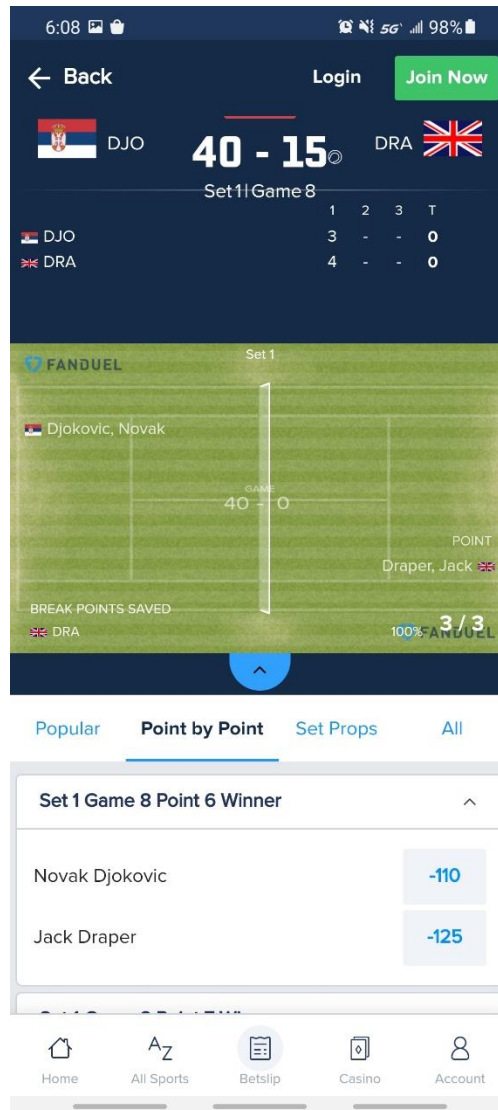 6:08 5G 98%
← Back Login Join Now
DJO 40 - 15 DRA
Set 1 | Game 8
1 2 3 T
DJO 3 - - 0
DRA 4 - - 0
FANDUEL Set 1
Djokovic, Novak
GAME
40 - 0
POINT
Draper, Jack
BREAK POINTS SAVED
DRA 100% 3 / 3
FANDUEL
Popular Point by Point Set Props All
Set 1 Game 8 Point 6 Winner
Novak Djokovic -110
Jack Draper -125
Home AZ All Sports Betslip Casino Account